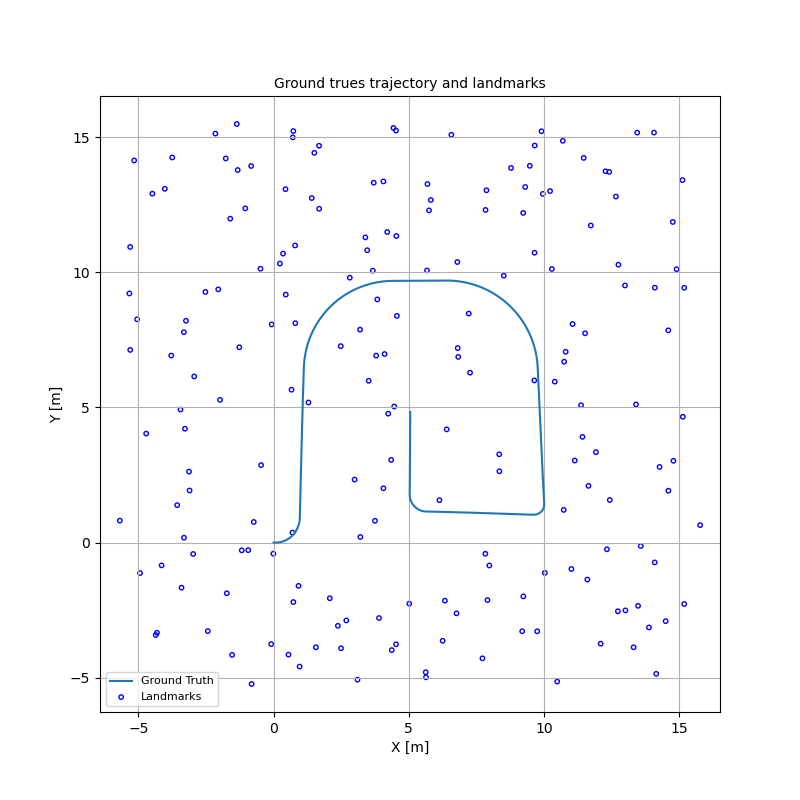 Ground trues trajectory and landmarks
Y [m]
15
10
5
0
−5
Ground Truth
Landmarks
−5 0 5 10 15
X [m]